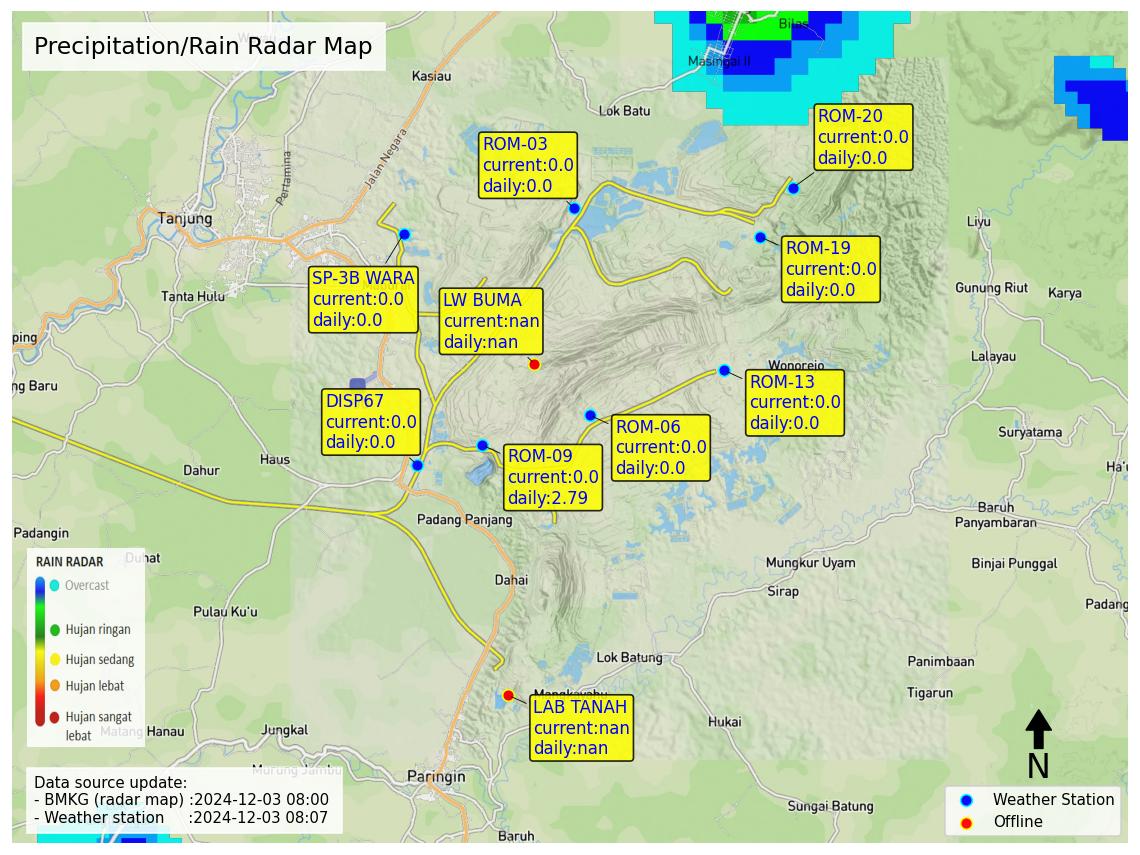 Precipitation/Rain Radar Map
Bilas
Masingai II
Kasiau
Lok Batu
ROM-20
current:0.0
daily:0.0
ROM-03
current:0.0
daily:0.0
Jalan Negara
Pertamina
Tanjung
Liyu
ROM-19
current:0.0
daily:0.0
SP-3B WARA
current:0.0
daily:0.0
LW BUMA
current:nan
daily:nan
Tanta Hulu
Gunung Riut
Karya
ping
Lalayau
Wonorejo
ng Baru
ROM-13
current:0.0
daily:0.0
DISP67
current:0.0
daily:0.0
ROM-06
current:0.0
daily:0.0
Suryatama
ROM-09
current:0.0
daily:2.79
Haus
Dahur
Ha'u
Baruh
Panyambaran
Padang Panjang
Padangin
Duhat
Mungkur Uyam
Binjai Punggal
Dahai
Sirap
Padang
Pulau Ku'u
RAIN RADAR
Overcast
Hujan ringan
Hujan sedang
Hujan lebat
Hujan sangat
lebat
Lok Batung
Panimbaan
Tigarun
Mangkayahu
LAB TANAH
current:nan
daily:nan
Hukai
Matang Hanau
Jungkal
Murung Jambu
Paringin
Sungai Batung
Baruh
Data source update:
- BMKG (radar map) :2024-12-03 08:00
- Weather station :2024-12-03 08:07
N
Weather Station
Offline